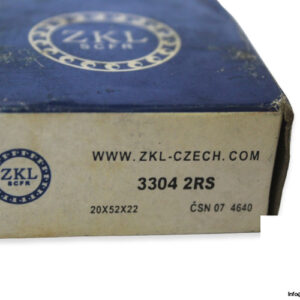 ZKL
SCFR
WWW.ZKL-CZECH.COM
ZKL
SCFR
3304 2RS
20X52X22
ČSN 07 4640